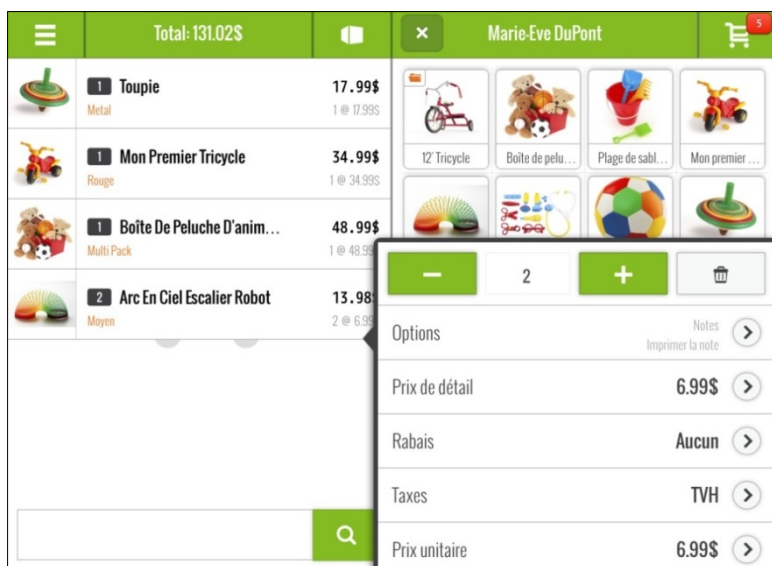 Total: 131.02$
Marie-Eve DuPont
5
1 Toupie 17.99$
Metal 1 @ 17.99$
1 Mon Premier Tricycle 34.99$
Rouge 1 @ 34.99$
1 Boîte De Peluche D'anim... 48.99$
Multi Pack 1 @ 48.99
2 Arc En Ciel Escalier Robot 13.98
Moyen 2 @ 6.99
12' Tricycle
Boîte de pelu...
Plage de sabl...
Mon premier ...
2
Options
Notes
Imprimer la note
Prix de détail 6.99$
Rabais Aucun
Taxes TVH
Prix unitaire 6.99$